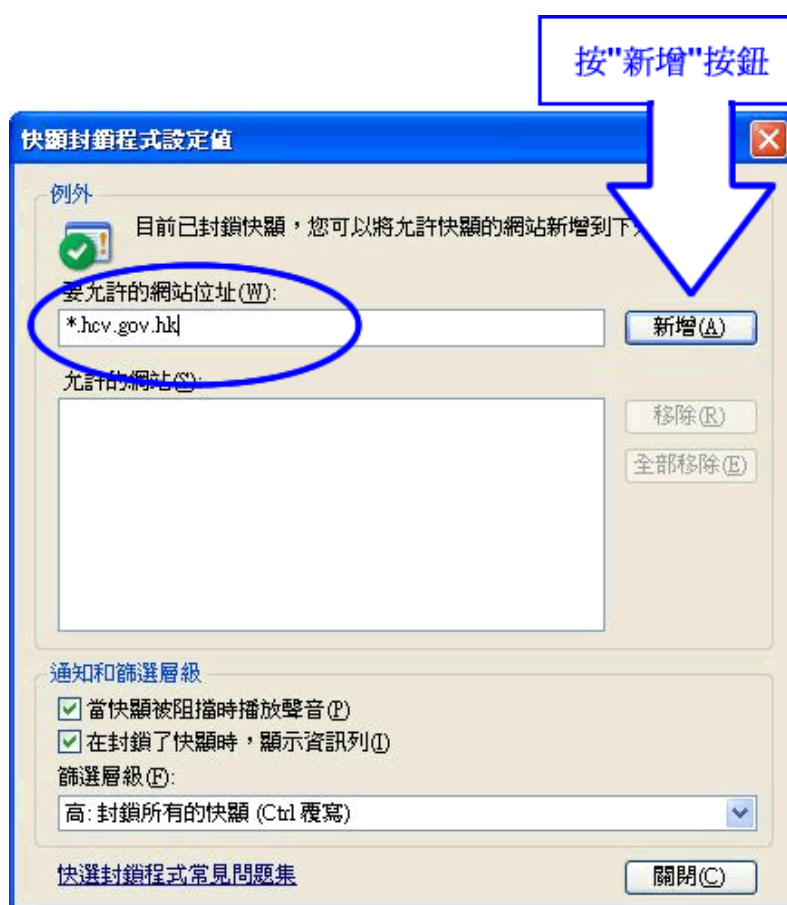 按"新增"按鈕
快顯封鎖程式設定值
例外
目前已封鎖快顯，您可以將允許快顯的網站新增到下
要允許的網站位址(W):
*.hcv.gov.hk
新增(A)
允許的網站(S):
移除(R)
全部移除(E)
通知和篩選層級
當快顯被阻擋時播放聲音(P)
在封鎖了快顯時，顯示資訊列(I)
篩選層級(F):
高: 封鎖所有的快顯 (Ctrl 覆寫)
快選封鎖程式常見問題集
關閉(C)